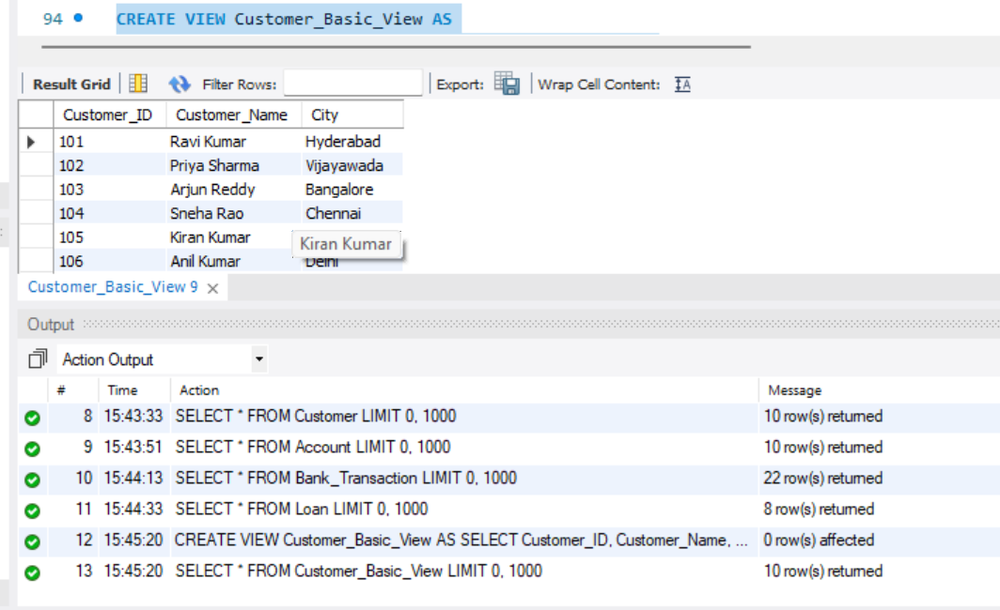 94 CREATE VIEW Customer_Basic_View AS
Result Grid Filter Rows: Export: Wrap Cell Content: IA
Customer_ID Customer_Name City
101 Ravi Kumar Hyderabad
102 Priya Sharma Vijayawada
103 Arjun Reddy Bangalore
104 Sneha Rao Chennai
105 Kiran Kumar
Kiran Kumar
106 Anil Kumar Delhi
Customer_Basic_View 9
Output
Action Output
# Time Action Message
8 15:43:33 SELECT * FROM Customer LIMIT 0, 1000 10 row(s) returned
9 15:43:51 SELECT * FROM Account LIMIT 0, 1000 10 row(s) returned
10 15:44:13 SELECT * FROM Bank_Transaction LIMIT 0, 1000 22 row(s) returned
11 15:44:33 SELECT * FROM Loan LIMIT 0, 1000 8 row(s) returned
12 15:45:20 CREATE VIEW Customer_Basic_View AS SELECT Customer_ID, Customer_Name, ... 0 row(s) affected
13 15:45:20 SELECT * FROM Customer_Basic_View LIMIT 0, 1000 10 row(s) returned